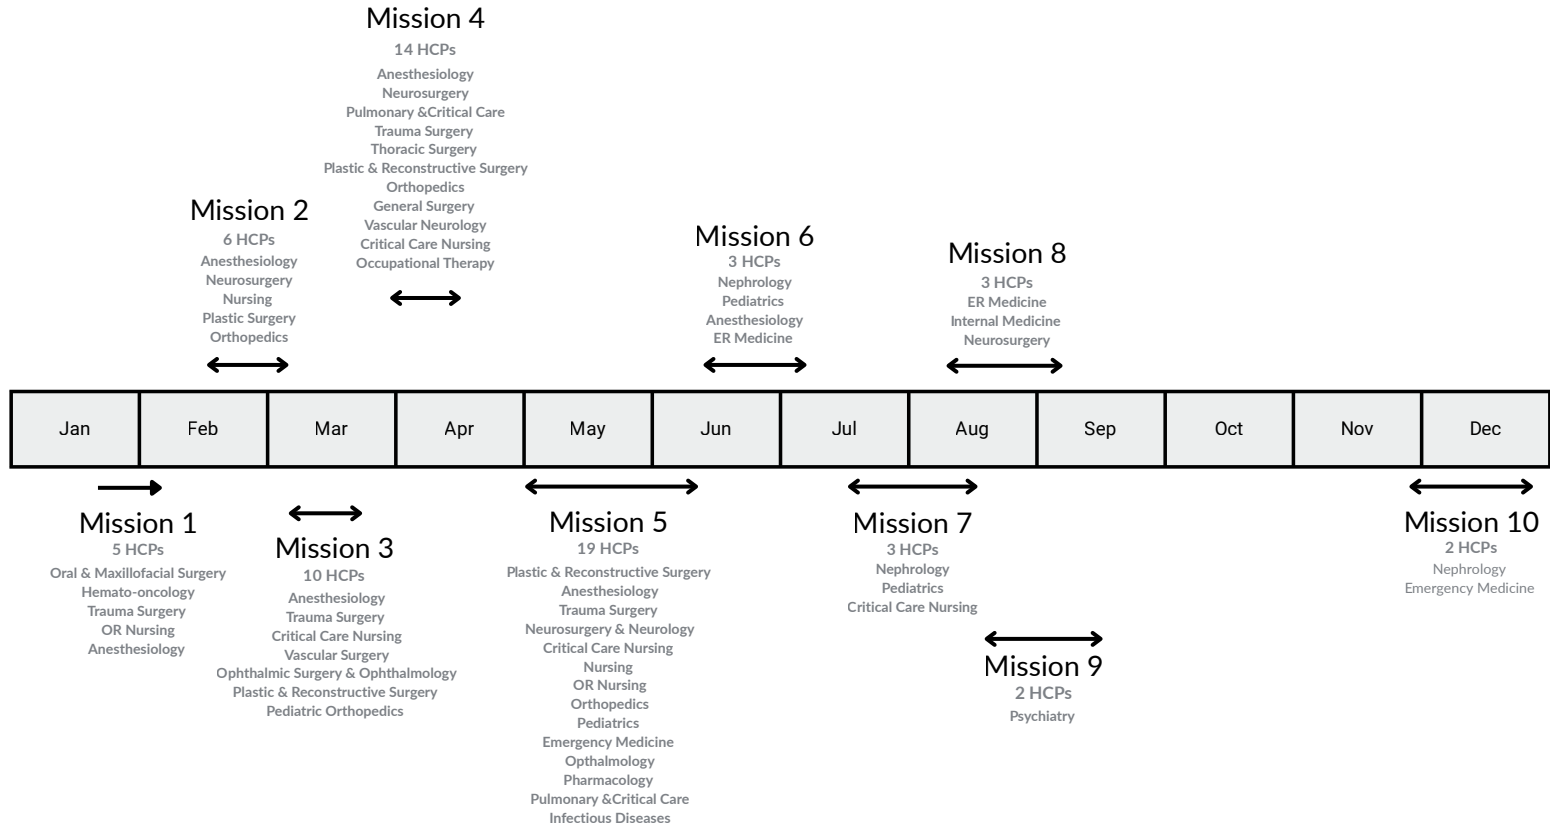 Mission 4
14 HCPs
Anesthesiology
Neurosurgery
Pulmonary &Critical Care
Trauma Surgery
Thoracic Surgery
Plastic & Reconstructive Surgery
Orthopedics
General Surgery
Vascular Neurology
Critical Care Nursing
Occupational Therapy
Mission 2
6 HCPs
Anesthesiology
Neurosurgery
Nursing
Plastic Surgery
Orthopedics
Mission 6
3 HCPs
Nephrology
Pediatrics
Anesthesiology
ER Medicine
Mission 8
3 HCPs
ER Medicine
Internal Medicine
Neurosurgery
Jan
Feb
Mar
Apr
May
Jun
Jul
Aug
Sep
Oct
Nov
Dec
Mission 1
5 HCPs
Oral & Maxillofacial Surgery
Hemato-oncology
Trauma Surgery
OR Nursing
Anesthesiology
Mission 3
10 HCPs
Anesthesiology
Trauma Surgery
Critical Care Nursing
Vascular Surgery
Ophthalmic Surgery & Ophthalmology
Plastic & Reconstructive Surgery
Pediatric Orthopedics
Mission 5
19 HCPs
Plastic & Reconstructive Surgery
Anesthesiology
Trauma Surgery
Neurosurgery & Neurology
Critical Care Nursing
Nursing
OR Nursing
Orthopedics
Pediatrics
Emergency Medicine
Opthalmology
Pharmacology
Pulmonary &Critical Care
Infectious Diseases
Mission 7
3 HCPs
Nephrology
Pediatrics
Critical Care Nursing
Mission 9
2 HCPs
Psychiatry
Mission 10
2 HCPs
Nephrology
Emergency Medicine